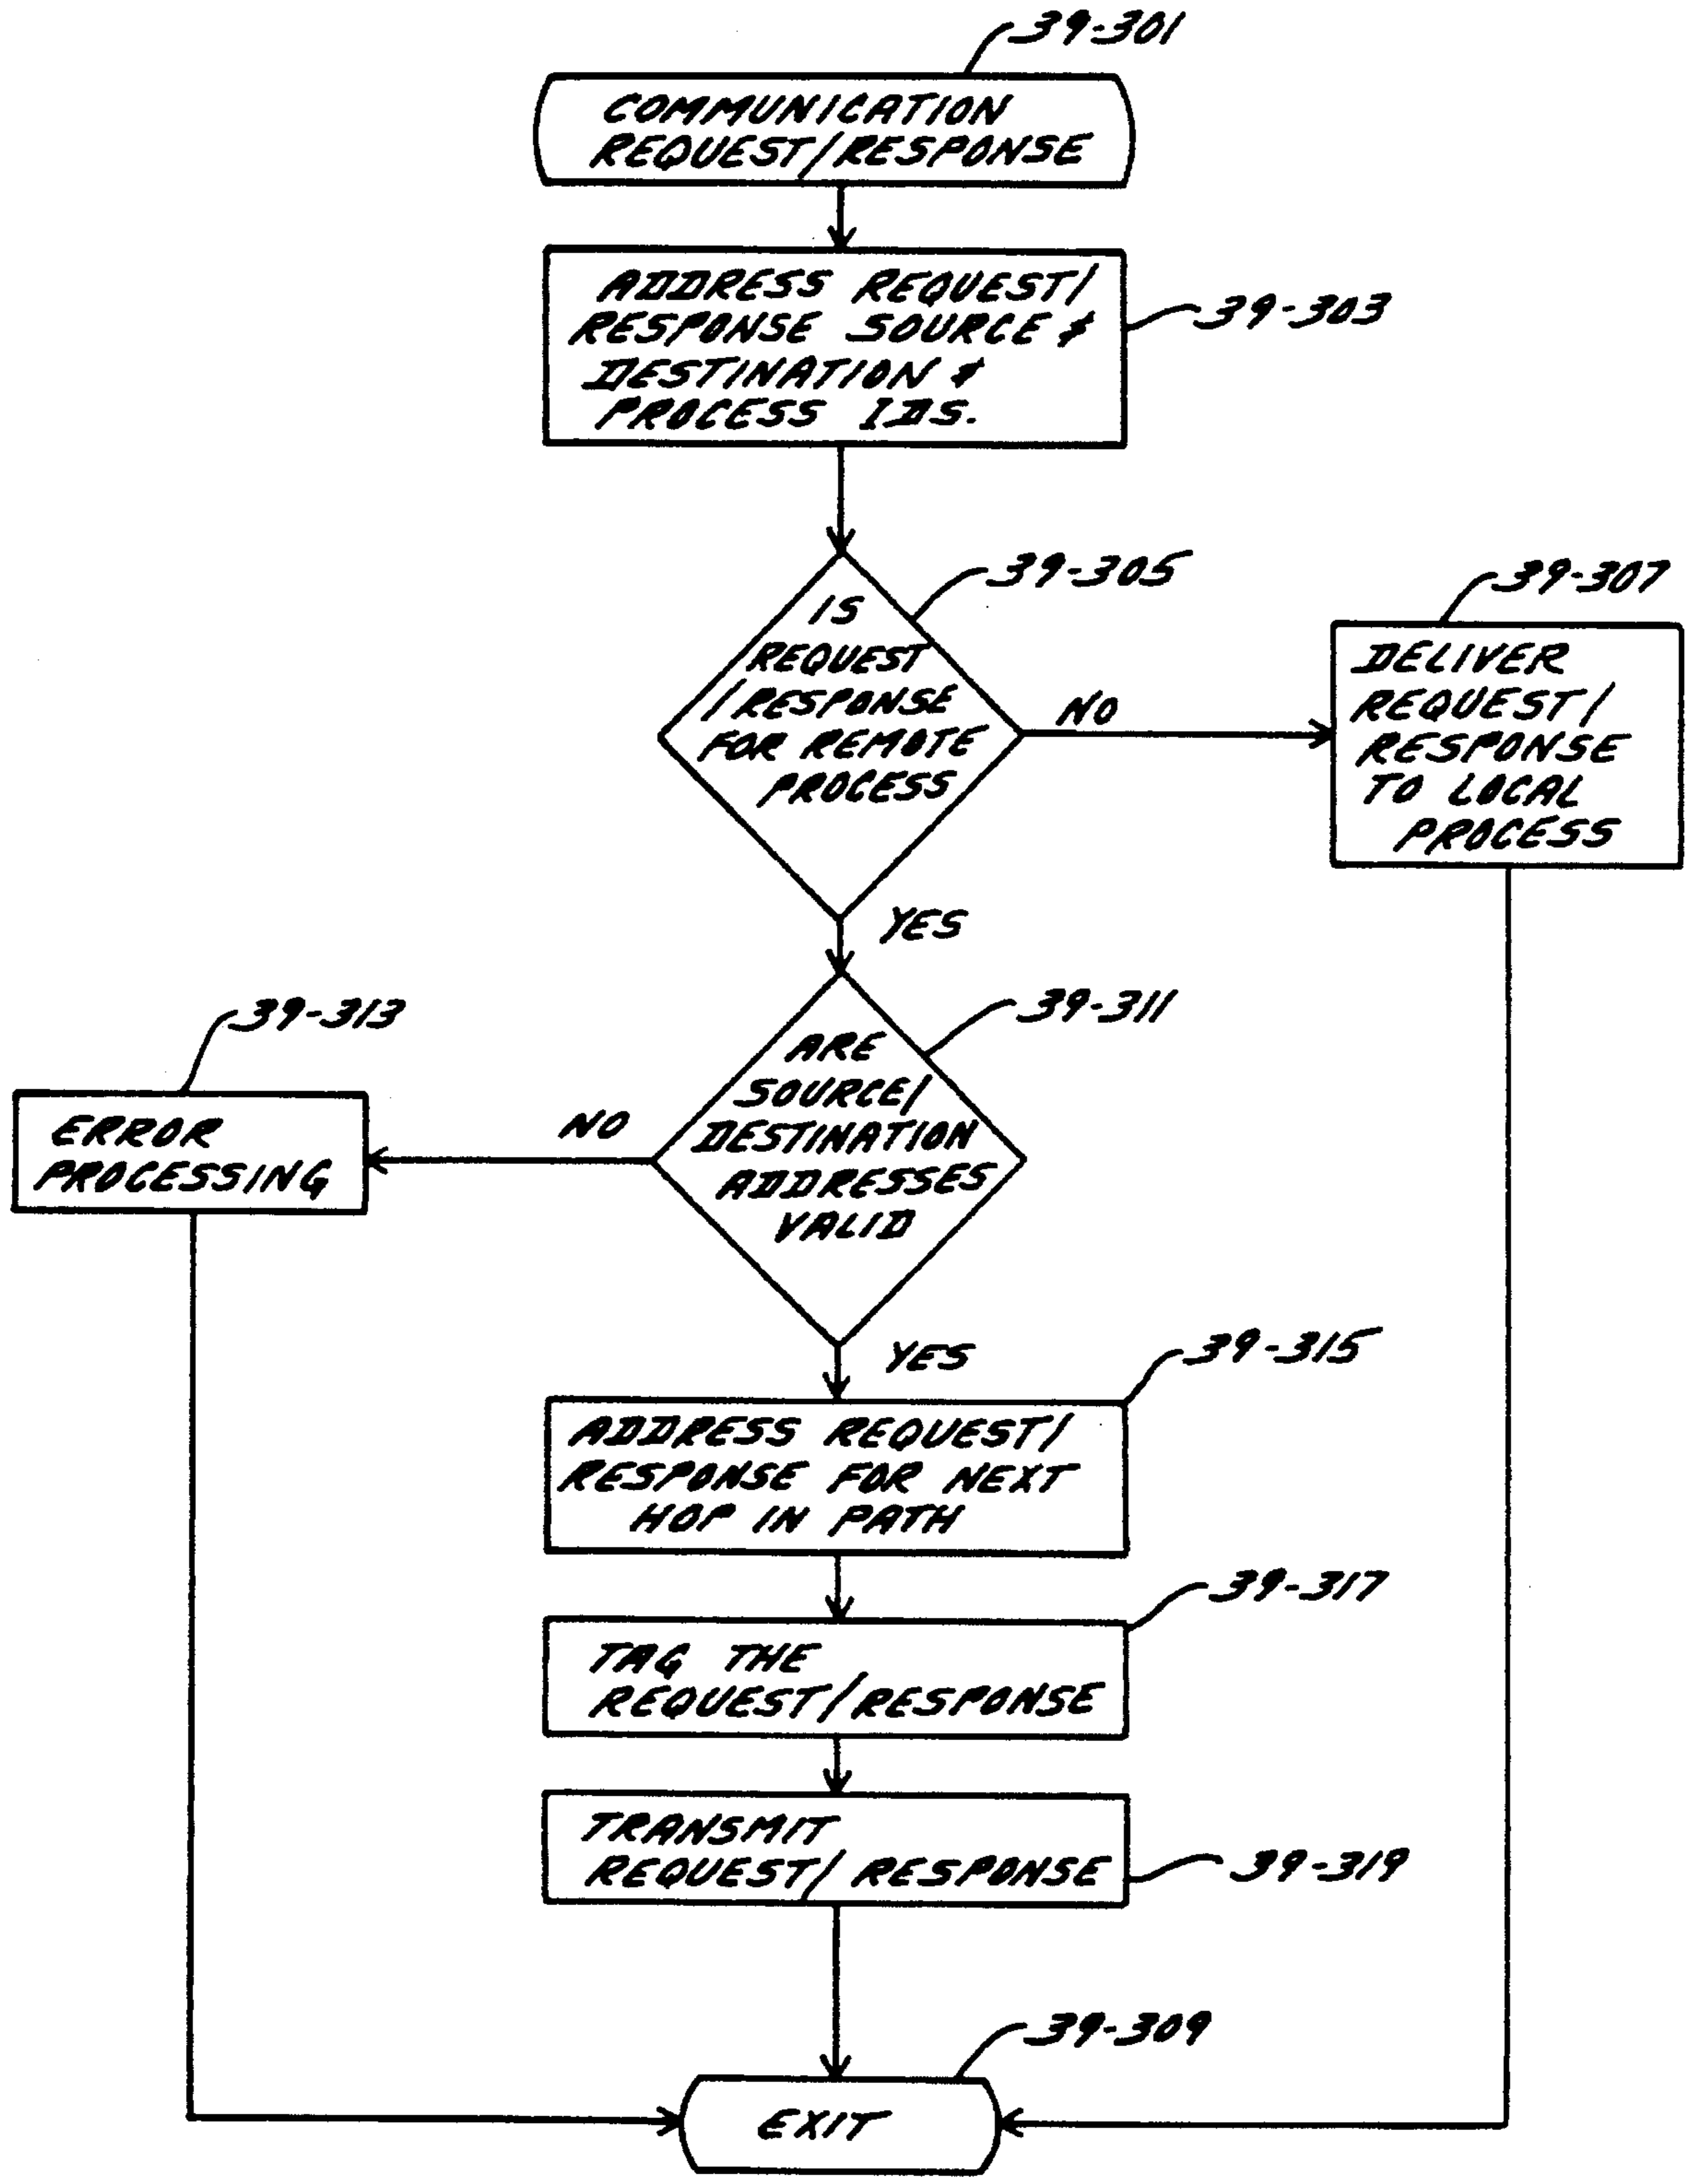 39-301
COMMUNICATION
REQUEST/RESPONSE
ADDRESS REQUEST/
RESPONSE SOURCE &
DESTINATION &
PROCESS IDS.
39-303
39-305
IS
REQUEST
/RESPONSE
FOR REMOTE
PROCESS
NO
39-307
DELIVER
REQUEST/
RESPONSE
TO LOCAL
PROCESS
YES
39-311
ARE
SOURCE/
DESTINATION
ADDRESSES
VALID
NO
39-313
ERROR
PROCESSING
YES
39-315
ADDRESS REQUEST/
RESPONSE FOR NEXT
HOP IN PATH
39-317
TAG THE
REQUEST/RESPONSE
TRANSMIT
REQUEST/RESPONSE
39-319
39-309
EXIT